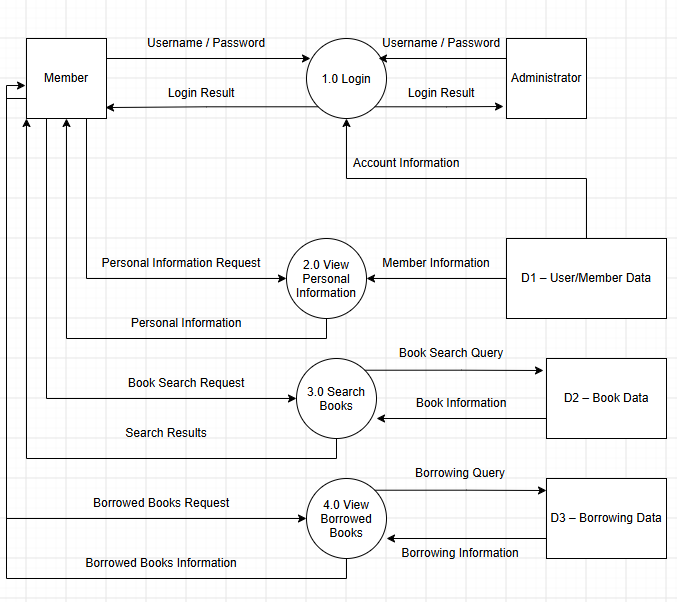 Username / Password
Username / Password
Member
1.0 Login
Administrator
Login Result
Login Result
Account Information
Personal Information Request
2.0 View
Personal
Information
Member Information
D1 – User/Member Data
Personal Information
Book Search Query
Book Search Request
3.0 Search
Books
Book Information
D2 – Book Data
Search Results
Borrowing Query
Borrowed Books Request
4.0 View
Borrowed
Books
D3 – Borrowing Data
Borrowing Information
Borrowed Books Information